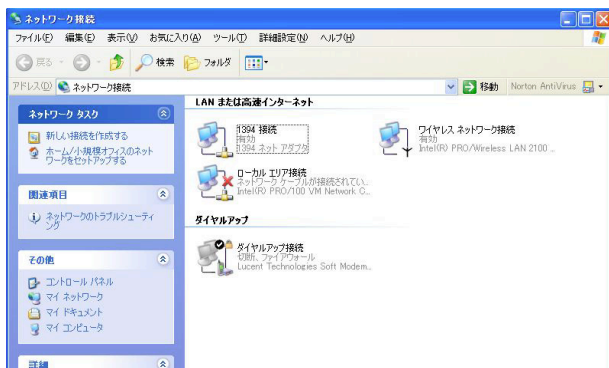 ネットワーク接続
ファイル(F) 編集(E) 表示(V) お気に入り(A) ツール(T) 詳細設定(N) ヘルプ(H)
戻る 検索 フォルダ
アドレス(D) ネットワーク接続 移動 Norton AntiVirus
ネットワーク タスク
新しい接続を作成する
ホーム/小規模オフィスのネット
ワークをセットアップする
関連項目
ネットワークのトラブルシューティ
ング
その他
コントロール パネル
マイ ネットワーク
マイ ドキュメント
マイ コンピュータ
詳細
LAN または高速インターネット
1394 接続
有効
1394 ネット アダプタ
ワイヤレス ネットワーク接続
有効
Intel(R) PRO/Wireless LAN 2100 ...
ローカル エリア接続
ネットワーク ケーブルが接続されてい...
Intel(R) PRO/100 VM Network C...
ダイヤルアップ
ダイヤルアップ接続
切断、ファイアウォール
Lucent Technologies Soft Modem...